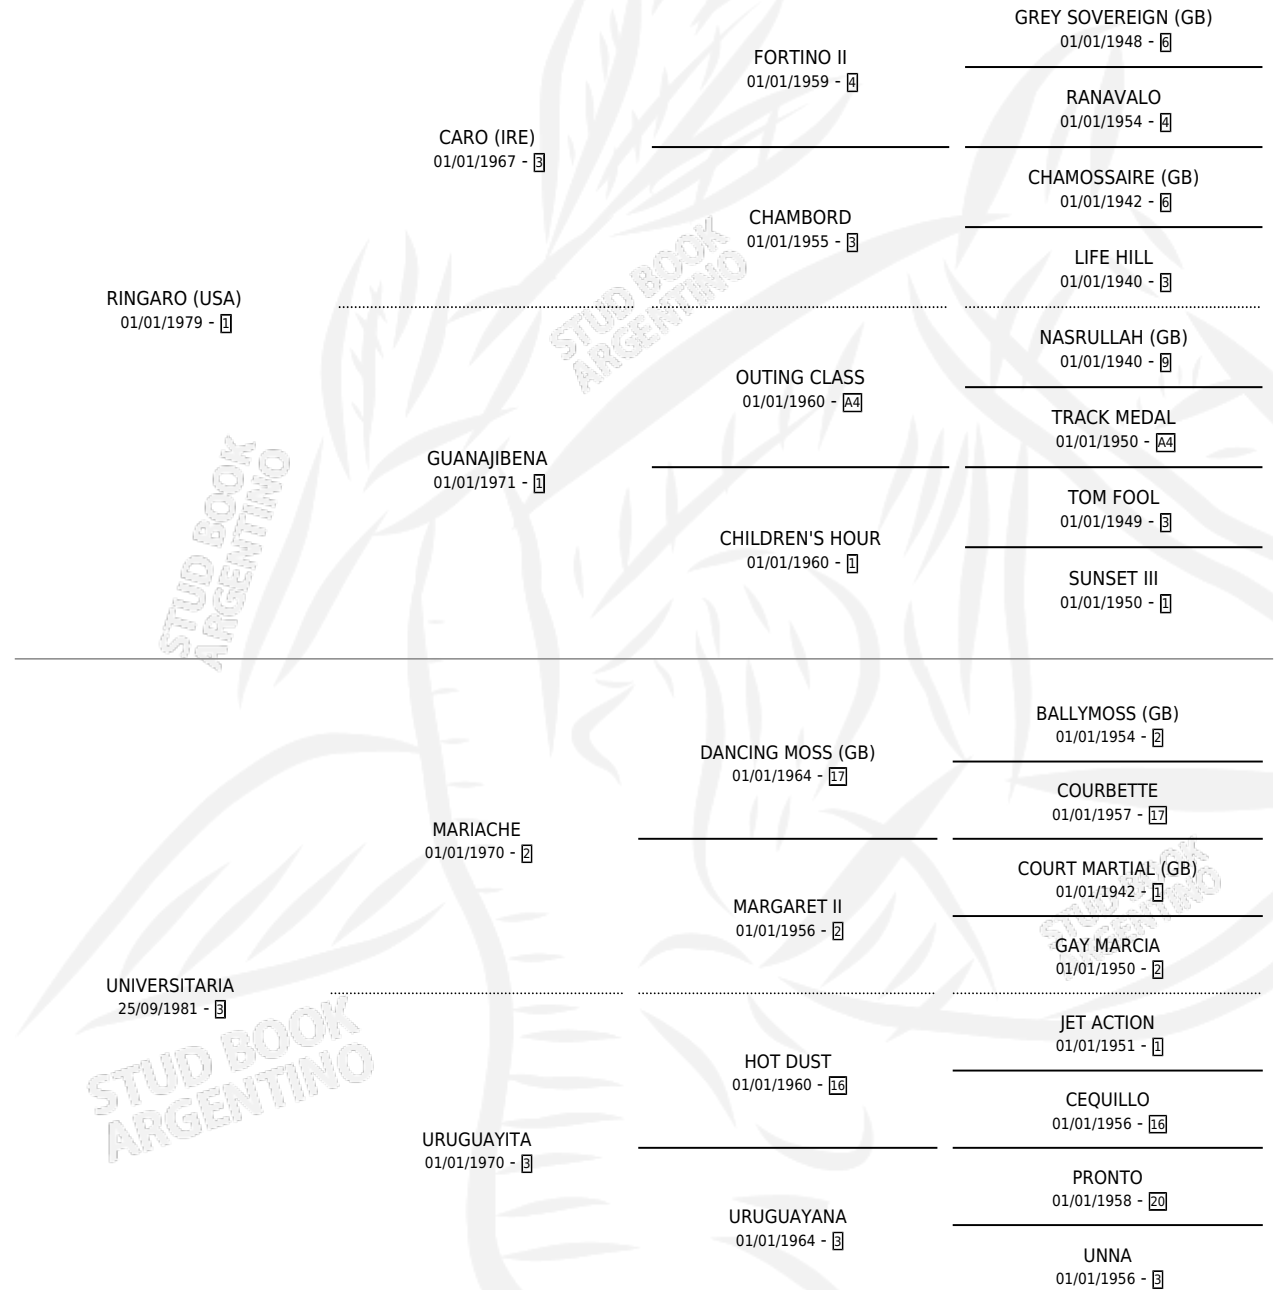 GREY SOVEREIGN (GB)
01/01/1948 - 6
FORTINO II
01/01/1959 - 4
RANAVALO
01/01/1954 - 4
CARO (IRE)
01/01/1967 - 3
CHAMOSSAIRE (GB)
01/01/1942 - 6
CHAMBORD
01/01/1955 - 3
LIFE HILL
01/01/1940 - 3
RINGARO (USA)
01/01/1979 - 1
NASRULLAH (GB)
01/01/1940 - 9
OUTING CLASS
01/01/1960 - A4
TRACK MEDAL
01/01/1950 - A4
GUANAJIBENA
01/01/1971 - 1
TOM FOOL
01/01/1949 - 3
CHILDREN'S HOUR
01/01/1960 - 1
SUNSET III
01/01/1950 - 1
STUD BOOK
ARGENTINO
STUD BOOK
ARGENTINO
BALLYMOSS (GB)
01/01/1954 - 2
DANCING MOSS (GB)
01/01/1964 - 17
COURBETTE
01/01/1957 - 17
MARIACHE
01/01/1970 - 2
COURT MARTIAL (GB)
01/01/1942 - 1
MARGARET II
01/01/1956 - 2
GAY MARCIA
01/01/1950 - 2
UNIVERSITARIA
25/09/1981 - 3
JET ACTION
01/01/1951 - 1
HOT DUST
01/01/1960 - 16
CEQUILLO
01/01/1956 - 16
URUGUAYITA
01/01/1970 - 3
PRONTO
01/01/1958 - 20
URUGUAYANA
01/01/1964 - 3
UNNA
01/01/1956 - 3
STUD BOOK
ARGENTINO
STUD BOOK
ARGENTINO